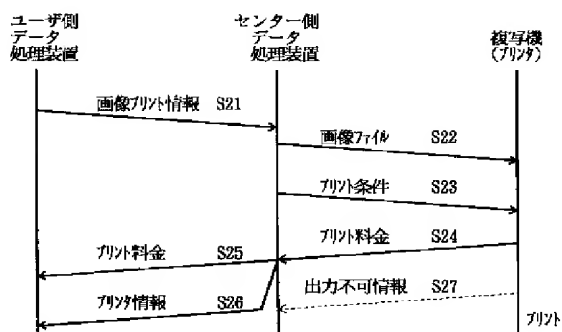 ユーザ側
データ
処理装置
センター側
データ
処理装置
複写機
(プリンタ)
画像プリント情報 S21
画像ファイル S22
プリント条件 S23
プリント料金 S24
プリント料金 S25
出力不可情報 S27
プリンタ情報 S26
プリント